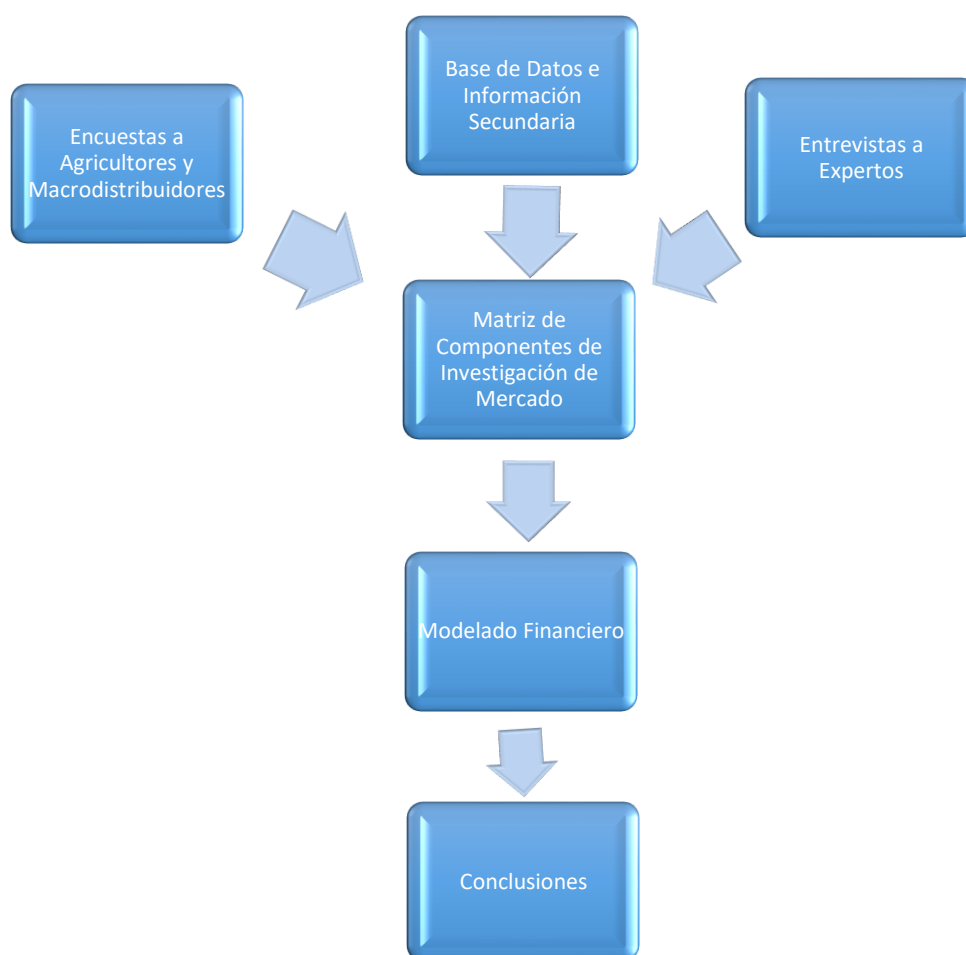 Base de Datos e
Información
Secundaria
Encuestas a
Agricultores y
Macrodistribuidores
Entrevistas a
Expertos
Matriz de
Componentes de
Investigación de
Mercado
Modelado Financiero
Conclusiones